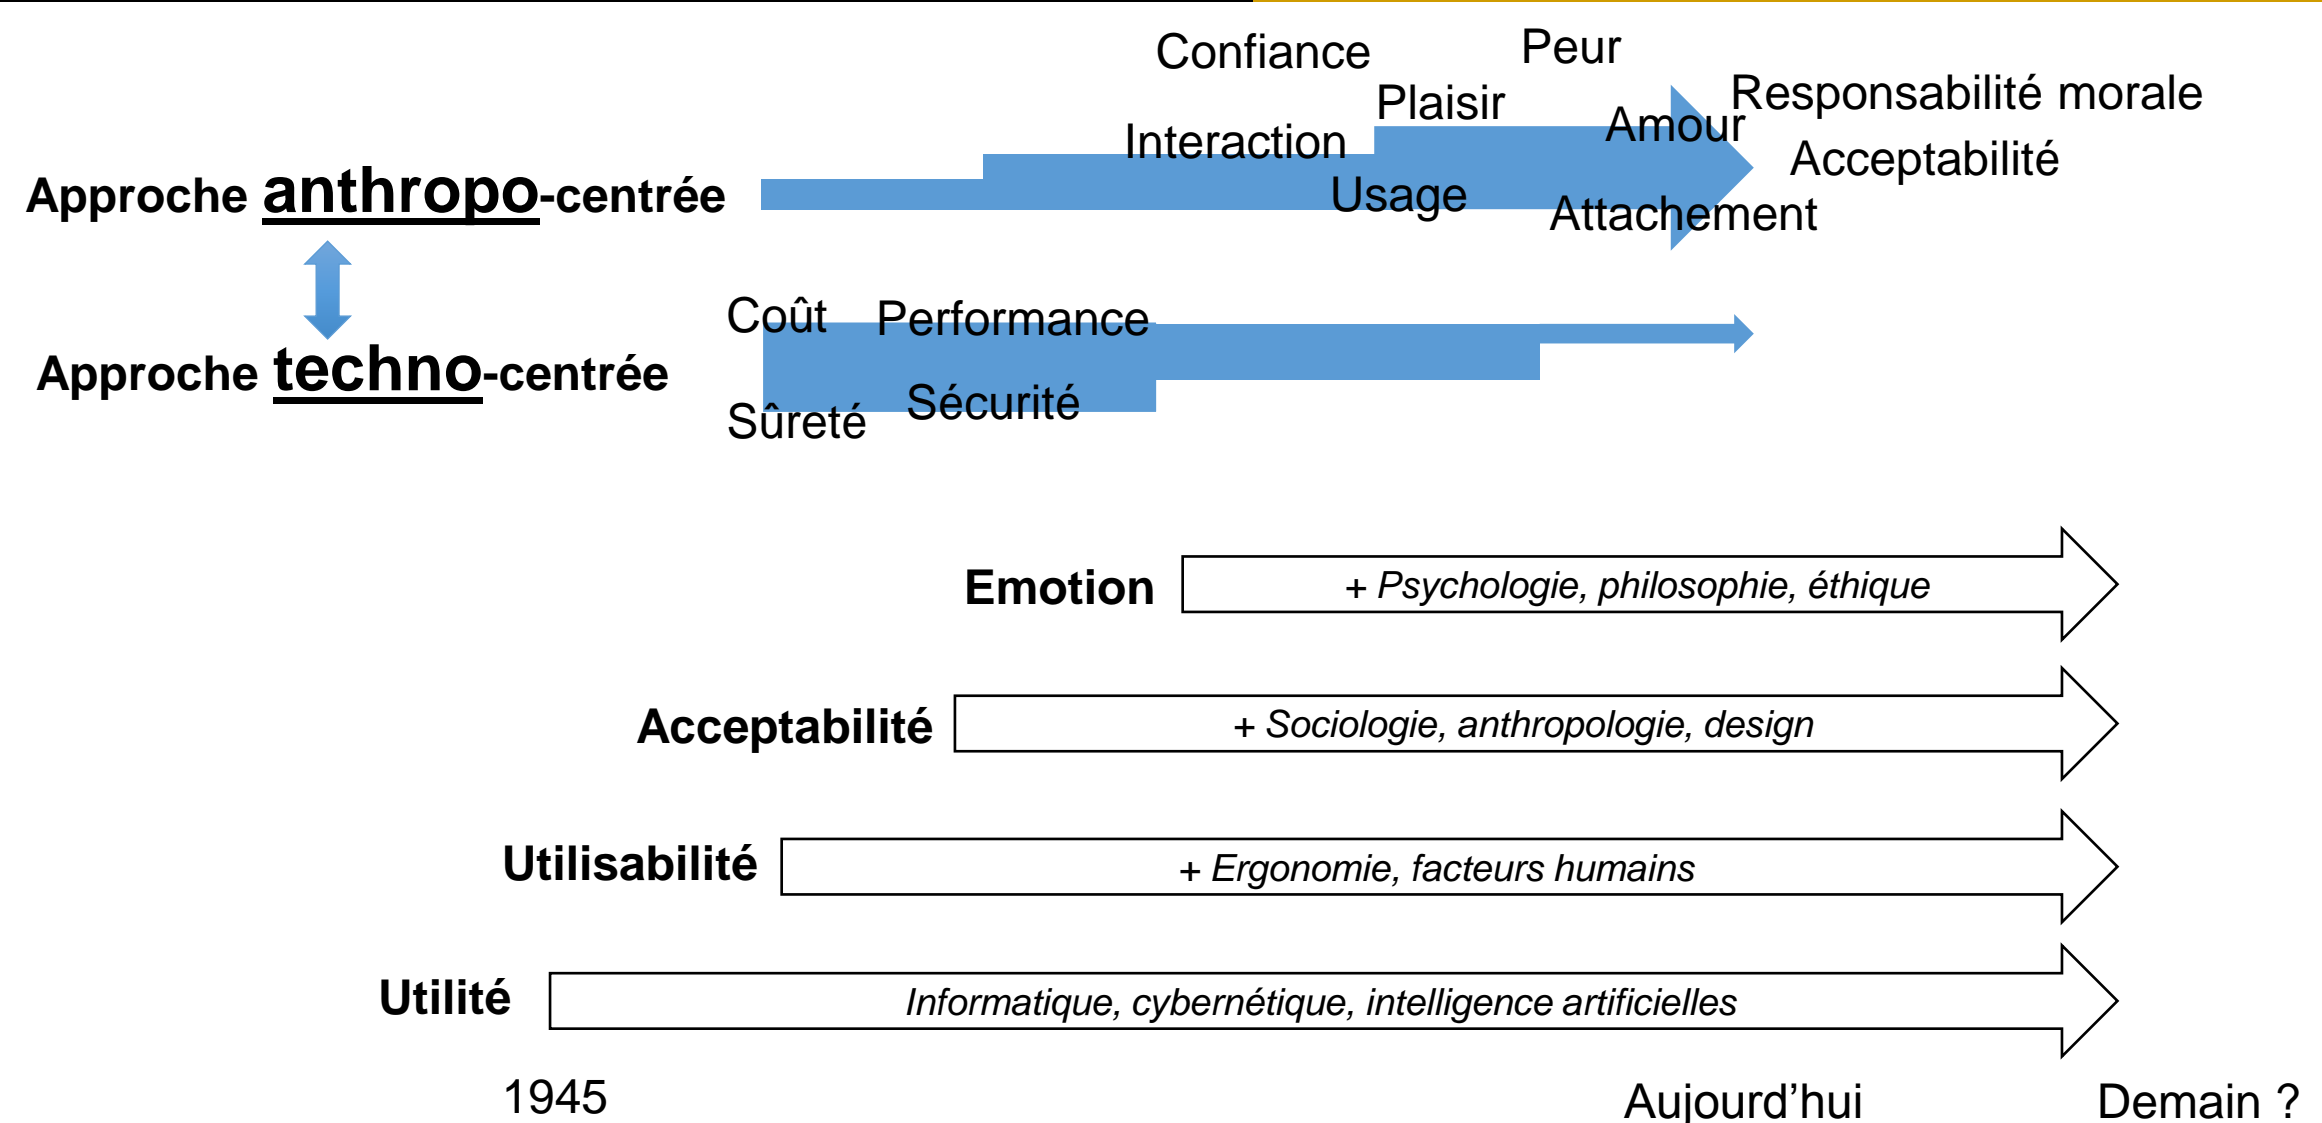 Confiance
Peur
Plaisir
Responsabilité morale
Interaction
Amour
Acceptabilité
Approche anthropo-centrée
Usage
Attachement
Coût
Performance
Approche techno-centrée
Sûreté
Sécurité
Emotion
+ Psychologie, philosophie, éthique
Acceptabilité
+ Sociologie, anthropologie, design
Utilisabilité
+ Ergonomie, facteurs humains
Utilité
Informatique, cybernétique, intelligence artificielles
1945
Aujourd’hui
Demain ?